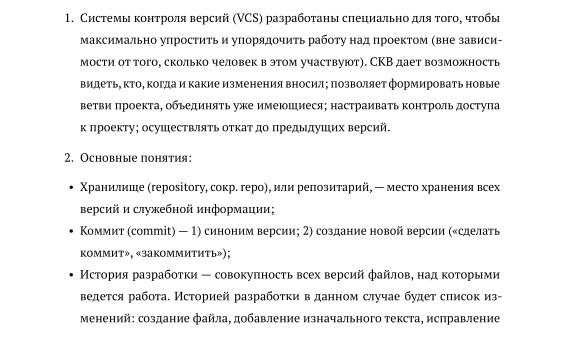 1. Системы контроля версий (VCS) разработаны специально для того, чтобы
максимально упростить и упорядочить работу над проектом (вне зависи-
мости от того, сколько человек в этом участвуют). СКВ дает возможность
видеть, кто, когда и какие изменения вносил; позволяет формировать новые
ветви проекта, объединять уже имеющиеся; настраивать контроль доступа
к проекту; осуществлять откат до предыдущих версий.
2. Основные понятия:
• Хранилище (repository, сокр. repo), или репозитарий, — место хранения всех
версий и служебной информации;
• Коммит (commit) — 1) синоним версии; 2) создание новой версии («сделать
коммит», «закоммитить»);
• История разработки — совокупность всех версий файлов, над которыми
ведется работа. Историей разработки в данном случае будет список из-
менений: создание файла, добавление изначального текста, исправление